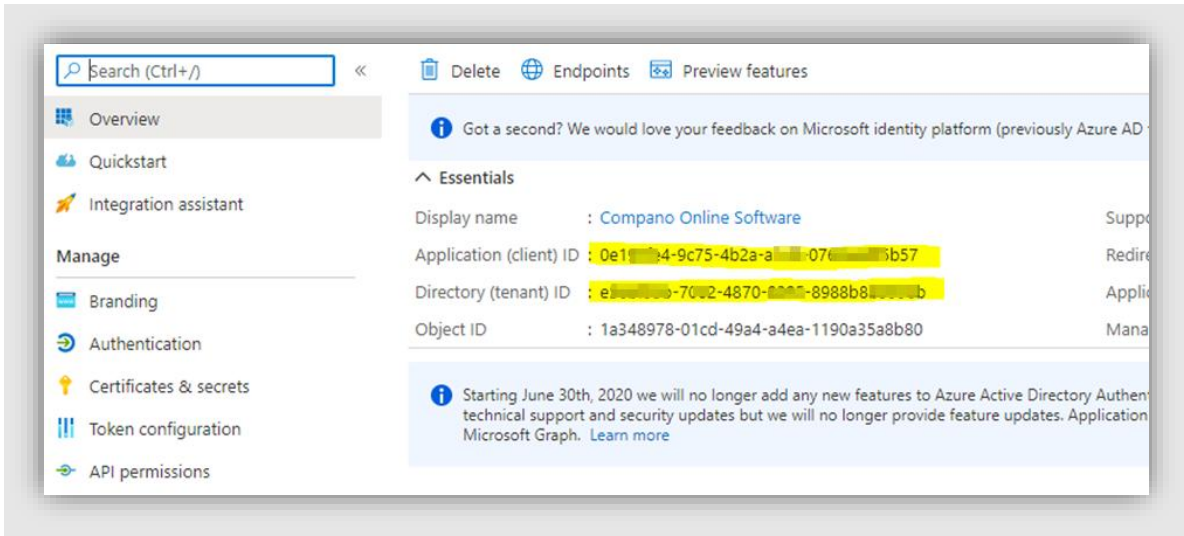 Search (Ctrl+/)
«
Delete
Endpoints
Preview features
Overview
Got a second? We would love your feedback on Microsoft identity platform (previously Azure AD
Quickstart
Essentials
Integration assistant
Display name : Compano Online Software
Suppo
Application (client) ID :
Redire
Manage
Directory (tenant) ID :
Applic
Branding
Object ID : 1a348978-01cd-49a4-a4ea-1190a35a8b80
Mana
Authentication
Certificates & secrets
Starting June 30th, 2020 we will no longer add any new features to Azure Active Directory Authen
technical support and security updates but we will no longer provide feature updates. Application
Microsoft Graph. Learn more
Token configuration
API permissions